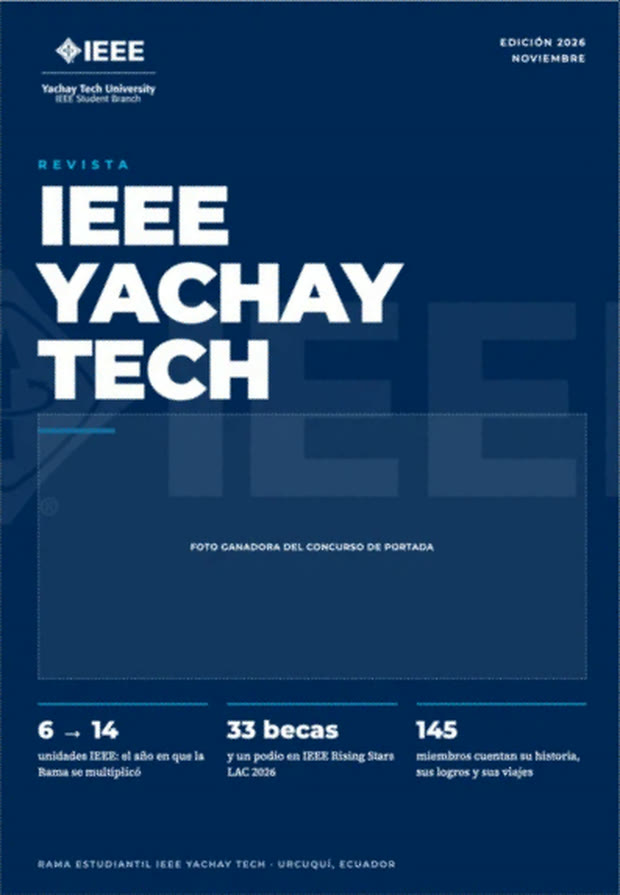 IEEE
Yachay Tech University
IEEE Student Branch
EDICIÓN 2026
NOVIEMBRE
REVISTA
IEEE
YACHAY
TECH
IEE
®
FOTO GANADORA DEL CONCURSO DE PORTADA
6 → 14
unidades IEEE: el año en que la
Rama se multiplicó
33 becas
y un podio en IEEE Rising Stars
LAC 2026
145
miembros cuentan su historia,
sus logros y sus viajes
RAMA ESTUDIANTIL IEEE YACHAY TECH · URCUQUÍ, ECUADOR